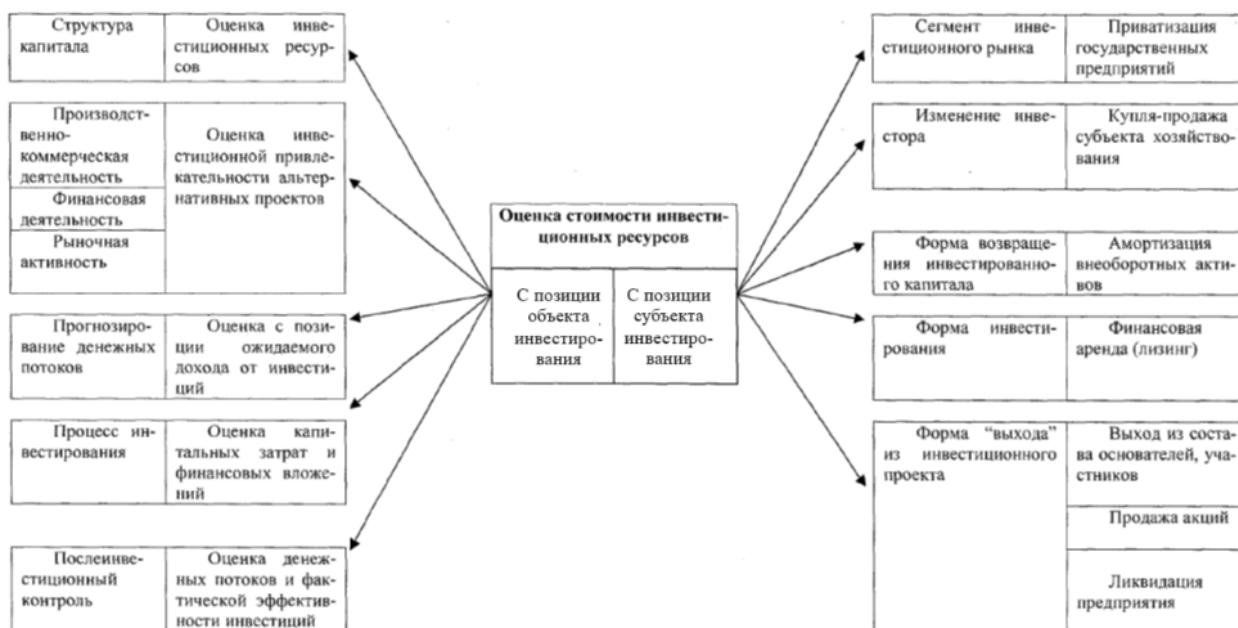 Структура
капитала
Оценка инве-
стиционных ресур-
сов
Производст-
венно-
коммерческая
деятельность
Финансовая
деятельность
Рыночная
активность
Оценка инве-
стиционной привле-
кательности альтер-
нативных проектов
Прогнозиро-
вание денежных
потоков
Оценка с пози-
ции ожидаемого
дохода от инвести-
ций
Процесс ин-
вестирования
Оценка капи-
тальных затрат и
финансовых вложе-
ний
Послеинве-
стиционный
контроль
Оценка денеж-
ных потоков и фак-
тической эффектив-
ности инвестиций
Оценка стоимости инвести-
ционных ресурсов
С позиции
объекта
инвестиро-
вания
С позиции
субъекта
инвестиро-
вания
Сегмент инве-
стиционного рынка
Приватизация
государственных
предприятий
Изменение инве-
стора
Купля-продажа
субъекта хозяйство-
вания
Форма возвраще-
ния инвестированно-
го капитала
Амортизация
внеоборотных акти-
вов
Форма инвести-
рования
Финансовая
аренда (лизинг)
Форма “выхода”
из инвестиционного
проекта
Выход из соста-
ва основателей, уча-
стников
Продажа акций
Ликвидация
предприятия